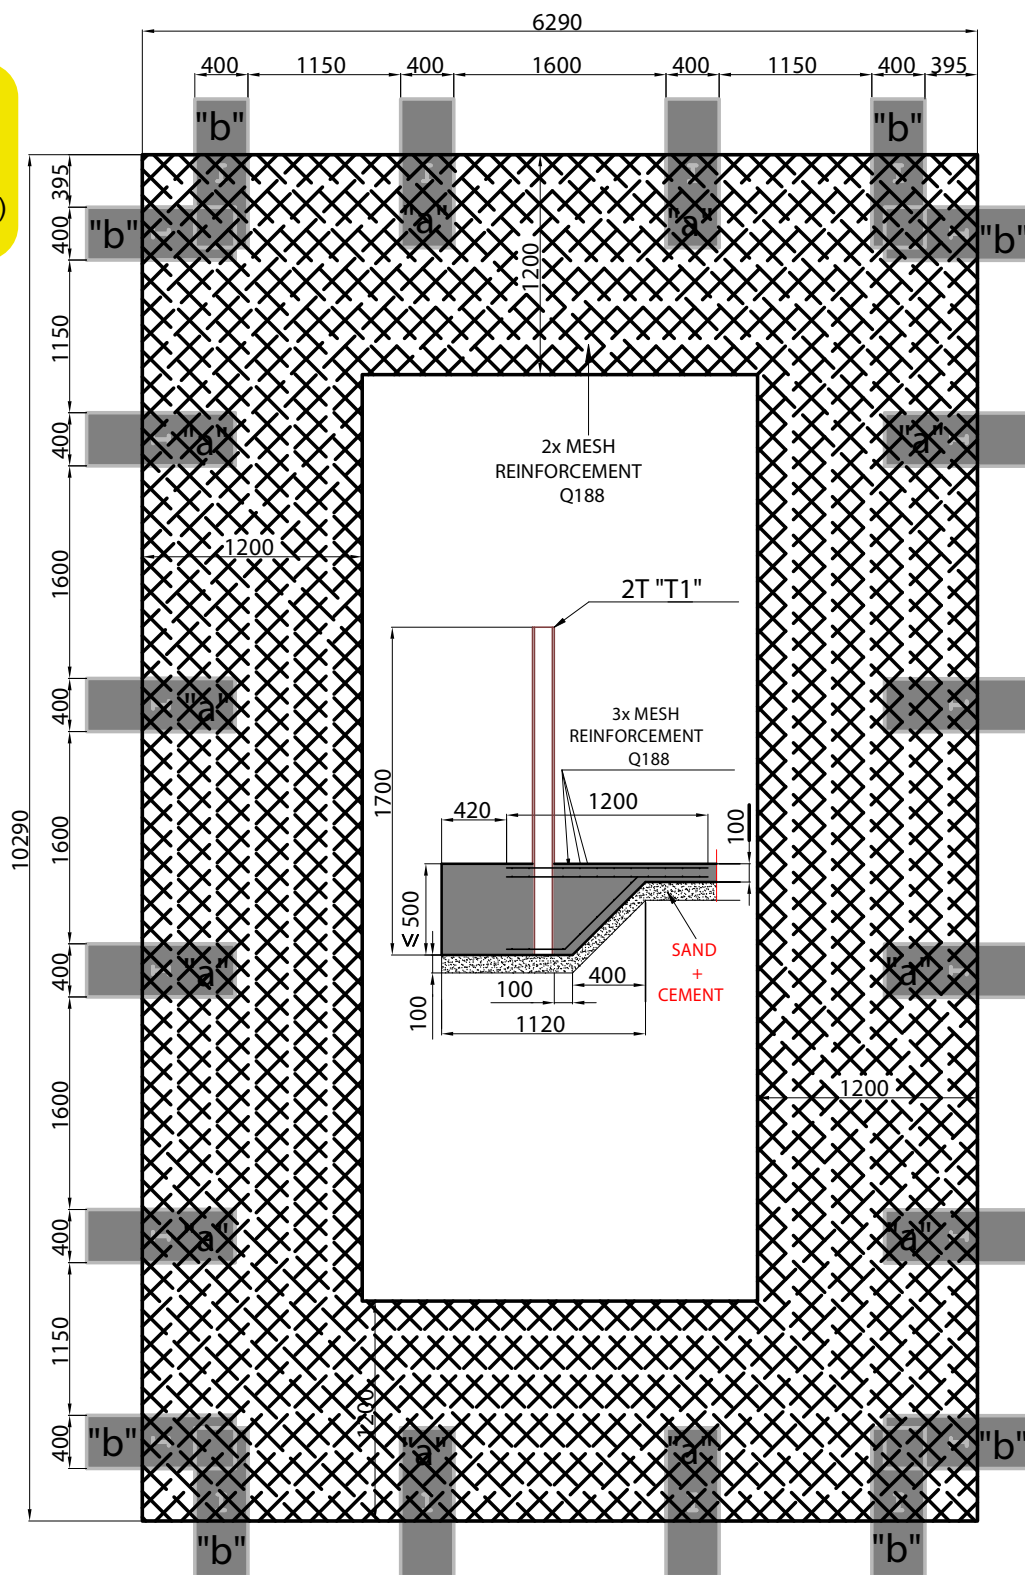 6290
400 1150 400 1600 400 1150 400 395
"b" "b"
395
)
"b" 400 "a" "a" "b"
1200
1150
400 "a" "a"
2x MESH
REINFORCEMENT
Q188
1200
1600
2T "T1"
400 "a"
3x MESH
REINFORCEMENT
Q188
1700
420 1200
100
10290
1600
≤ 500
SAND
+
CEMENT
400 "a" "a"
100 400
100
1120
1200
1600
400 "a" "a"
1150
1200
"b" 400 "a" "a" "b"
"b" "b"